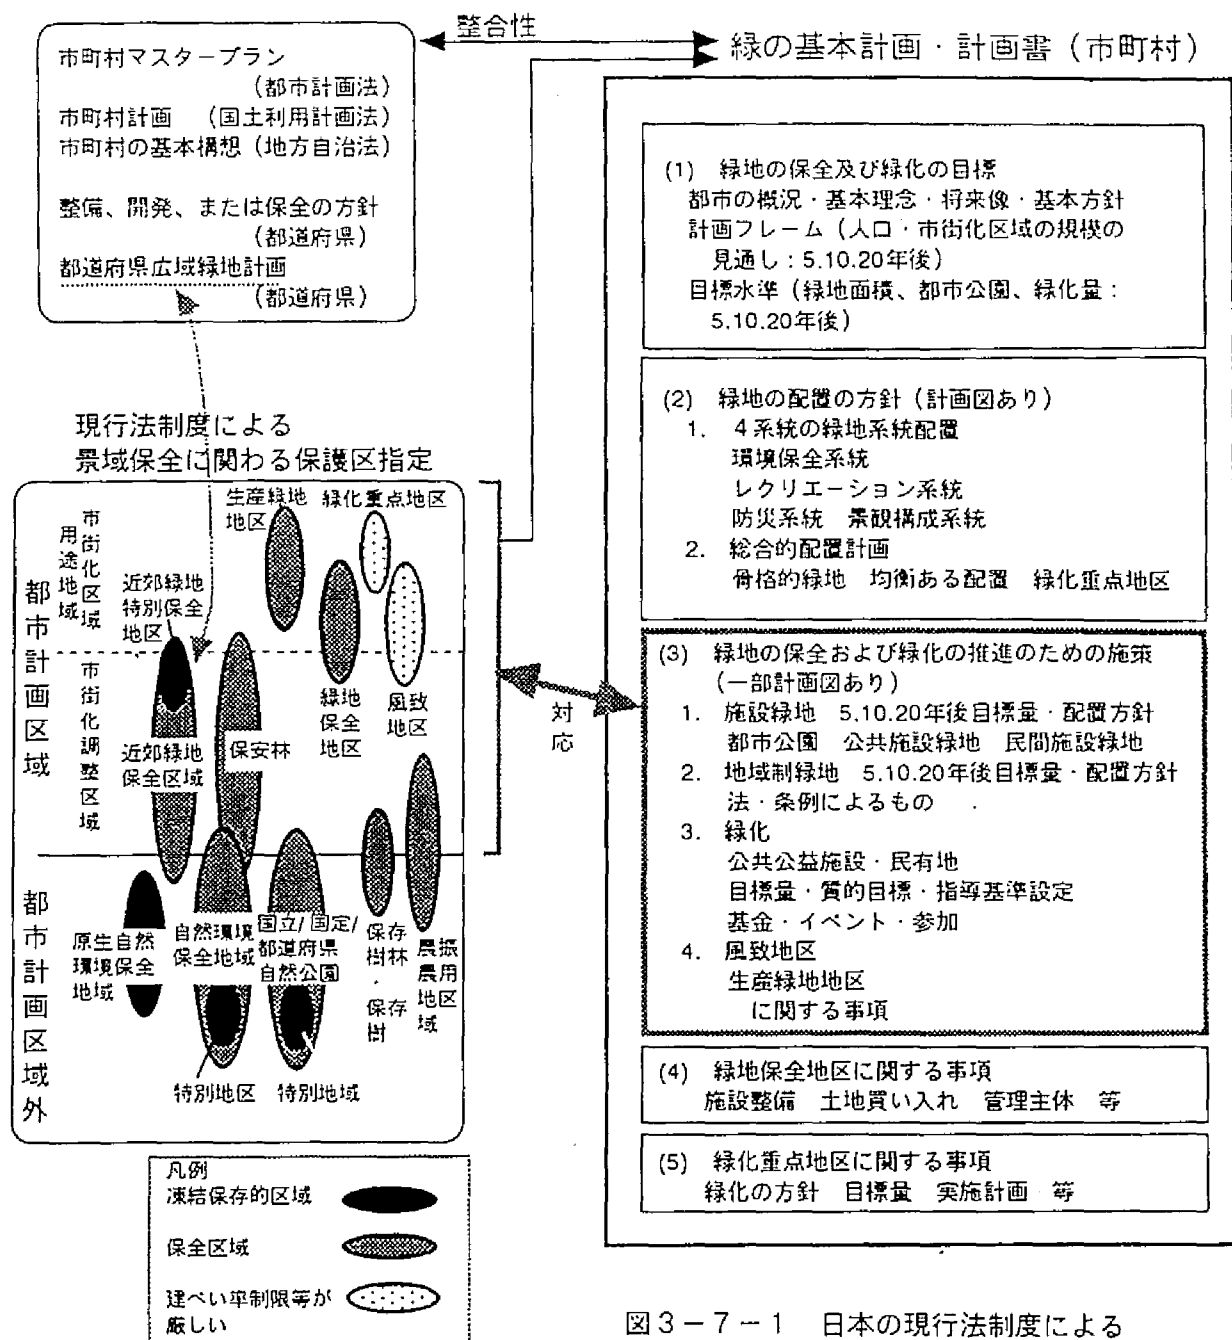 整合性
市町村マスタープラン
（都市計画法）
市町村計画　（国土利用計画法）
市町村の基本構想（地方自治法）
整備、開発、または保全の方針
（都道府県）
都道府県広域緑地計画
（都道府県）
緑の基本計画・計画書（市町村）
(1)　緑地の保全及び緑化の目標
都市の概況・基本理念・将来像・基本方針
計画フレーム（人口・市街化区域の規模の
見通し：5.10.20年後）
目標水準（緑地面積、都市公園、緑化量：
5.10.20年後）
(2)　緑地の配置の方針（計画図あり）
1.　４系統の緑地系統配置
環境保全系統
レクリエーション系統
防災系統　景観構成系統
2.　総合的配置計画
骨格的緑地　均衡ある配置　緑化重点地区
(3)　緑地の保全および緑化の推進のための施策
（一部計画図あり）
1.　施設緑地　5.10.20年後目標量・配置方針
都市公園　公共施設緑地　民間施設緑地
2.　地域制緑地　5.10.20年後目標量・配置方針
法・条例によるもの
3.　緑化
公共公益施設・民有地
目標量・質的目標・指導基準設定
基金・イベント・参加
4.　風致地区
生産緑地地区
に関する事項
(4)　緑地保全地区に関する事項
施設整備　土地買い入れ　管理主体　等
(5)　緑化重点地区に関する事項
緑化の方針　目標量　実施計画　等
対応
現行法制度による
景域保全に関わる保護区指定
都市計画区域
用途地域
市街化区域
市街化調整区域
都市計画区域外
生産緑地
地区
緑化重点地区
近郊緑地
特別保全
地区
緑地
保全
地区
風致
地区
近郊緑地
保全区域
保安林
原生自然
環境保全
地域
自然環境
保全地域
国立/国定/
都道府県
自然公園
保存樹林・保存樹
農振農用地区域
特別地区
特別地域
凡例
凍結保存的区域
保全区域
建ぺい率制限等が
厳しい
図３－７－１　日本の現行法制度による